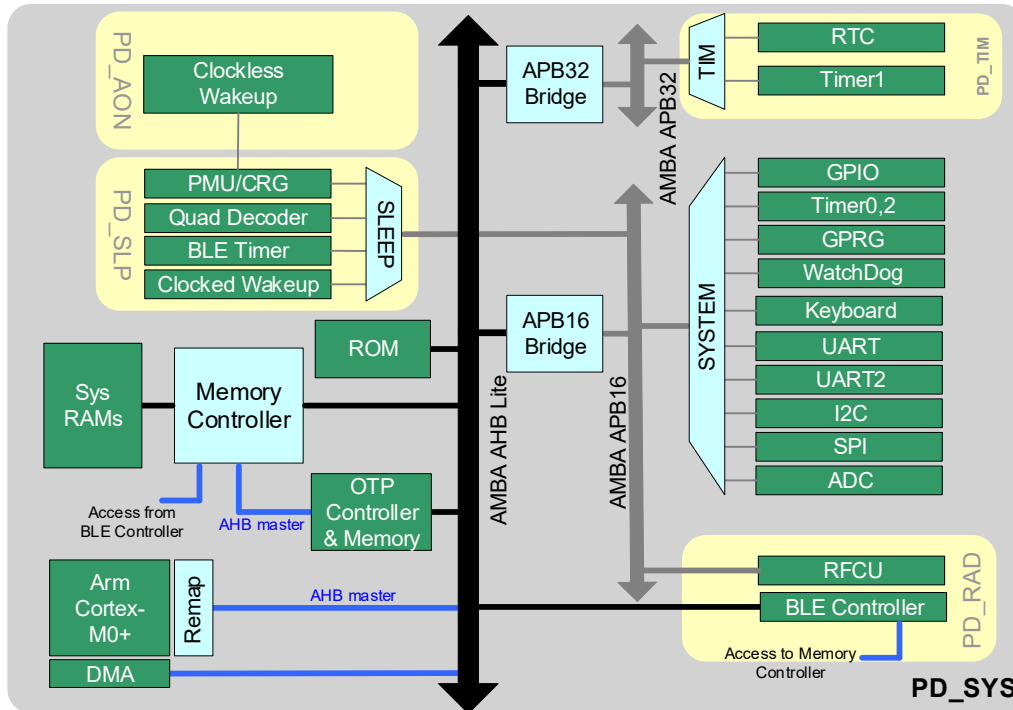 PD_AON
Clockless
Wakeup
PD_SLP
PMU/CRG
Quad Decoder
BLE Timer
Clocked Wakeup
SLEEP
APB32
Bridge
AMBA APB32
TIM
RTC
Timer1
PD_TIM
ROM
Sys
RAMs
Memory
Controller
Access from
BLE Controller
AHB master
OTP
Controller
& Memory
AMBA AHB Lite
APB16
Bridge
AMBA APB16
SYSTEM
GPIO
Timer0,2
GPRG
WatchDog
Keyboard
UART
UART2
I2C
SPI
ADC
Arm
Cortex-
M0+
Remap
AHB master
DMA
RFCU
BLE Controller
PD_RAD
Access to Memory
Controller
PD_SYS